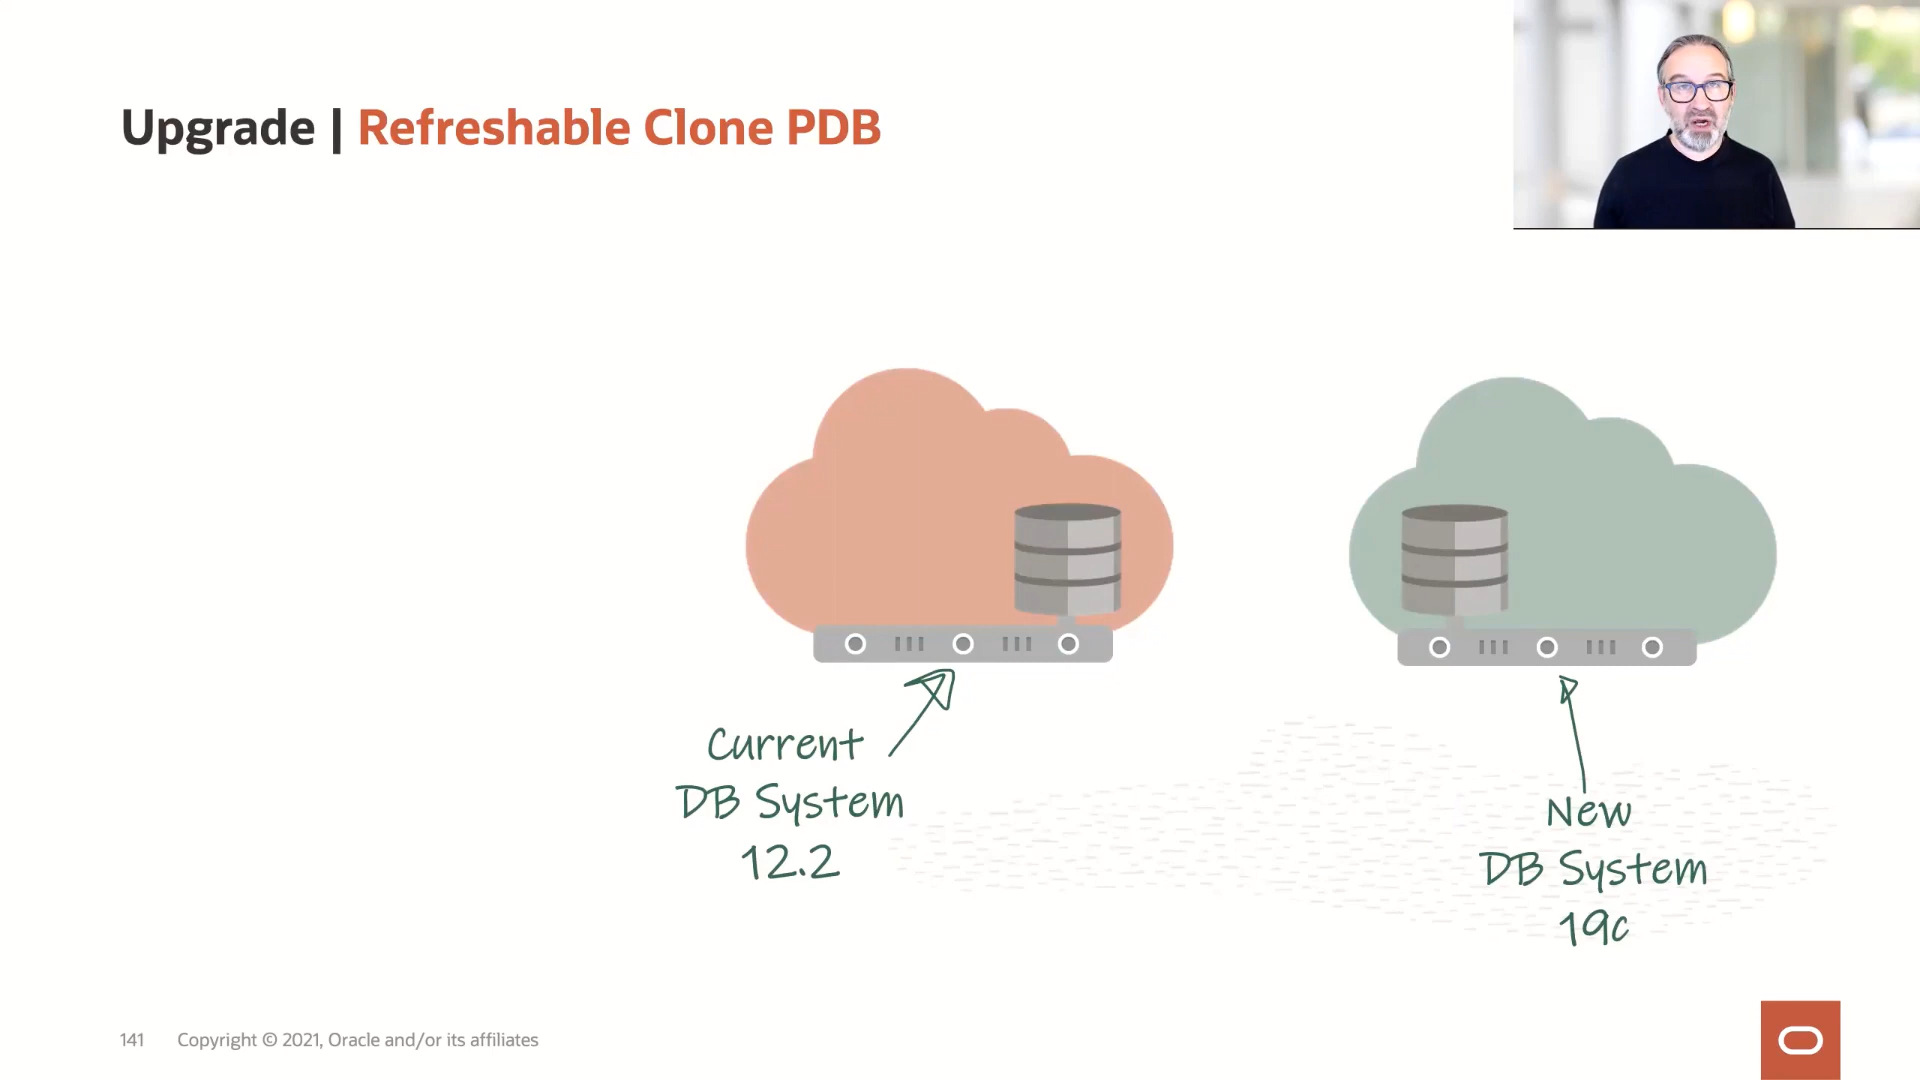 Upgrade | Refreshable Clone PDB
Current
DB System
12.2
New
DB System
19c
141 Copyright © 2021, Oracle and/or its affiliates